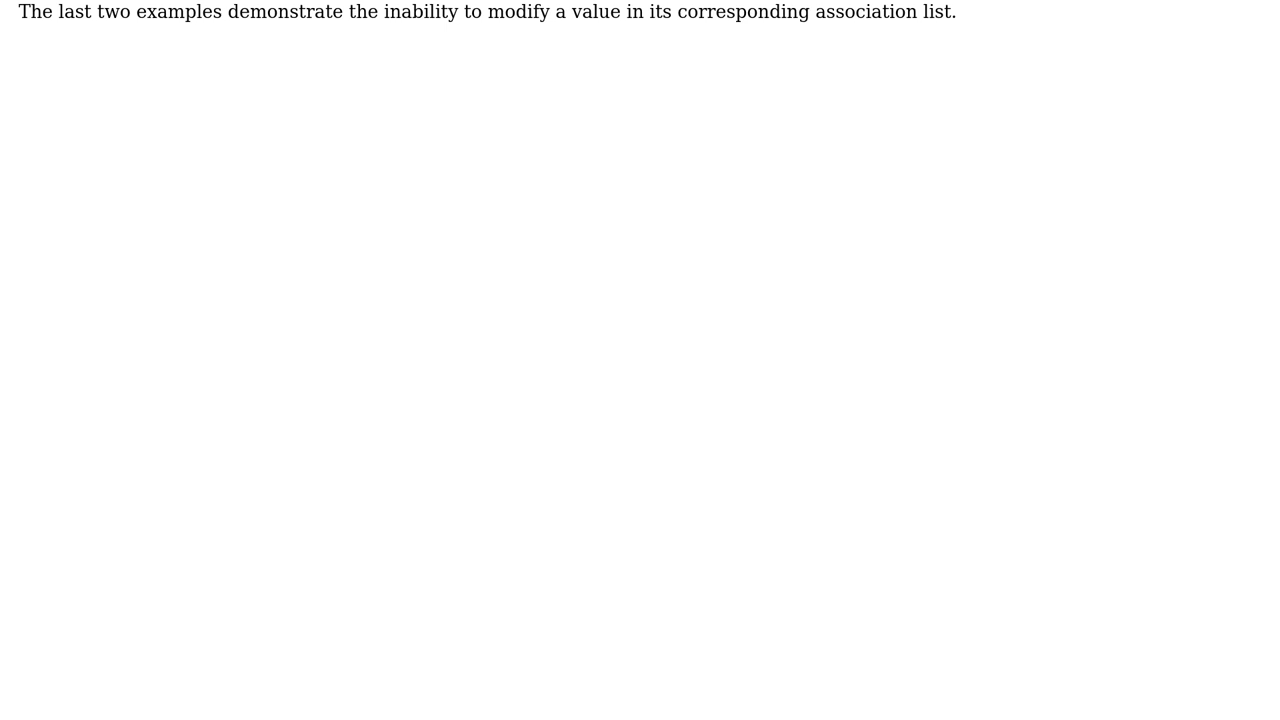 The last two examples demonstrate the inability to modify a value in its corresponding association list.